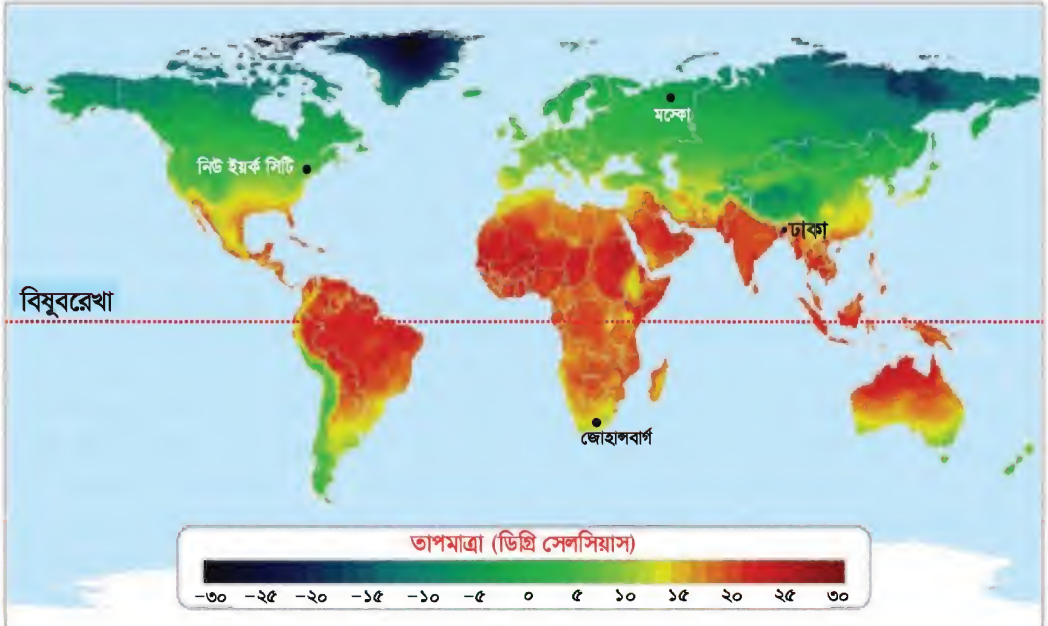 মস্কো
নিউ ইয়র্ক সিটি
ঢাকা
বিষুবরেখা
জোহান্সবার্গ
তাপমাত্রা (ডিগ্রি সেলসিয়াস)
-৩০ -২৫ -২০ -১৫ -১০ -৫ ০ ৫ ১০ ১৫ ২০ ২৫ ৩০